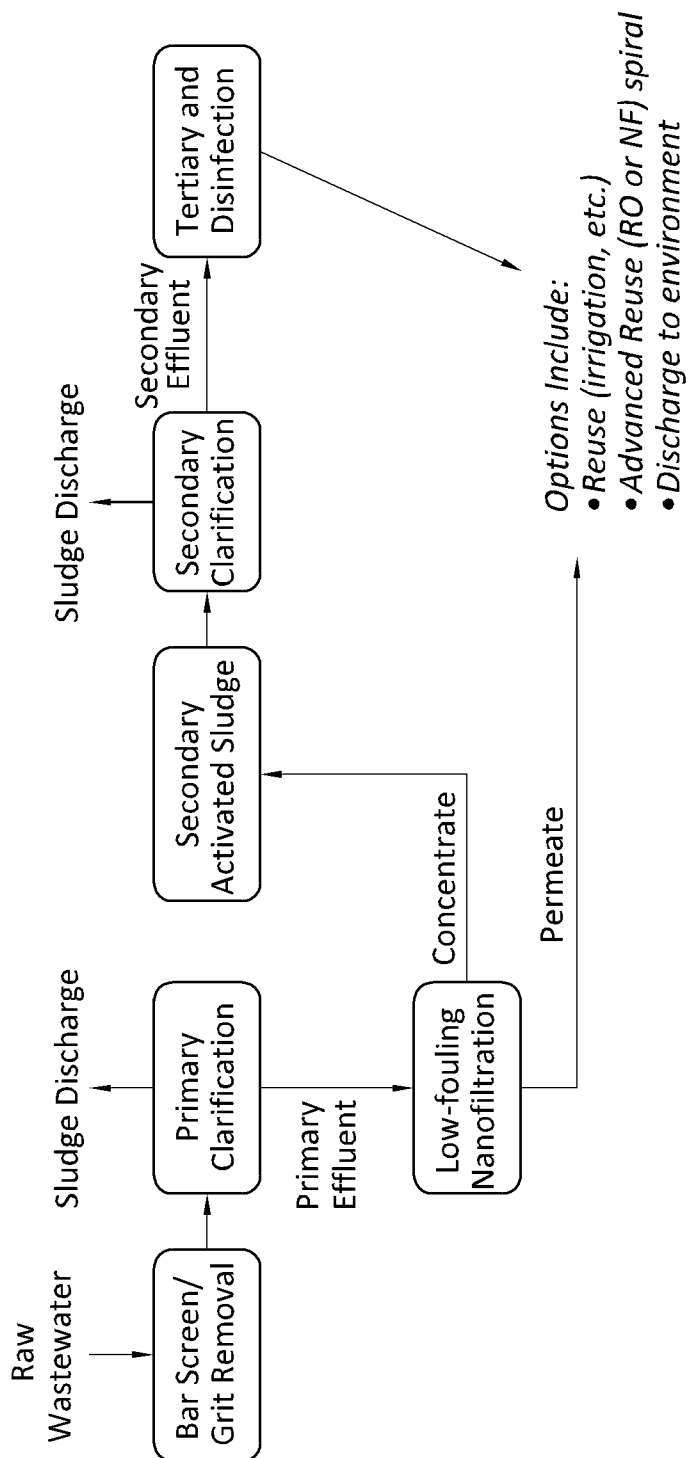 Raw
Wastewater
Bar Screen/
Grit Removal
Sludge Discharge
Primary
Clarification
Primary
Effluent
Low-fouling
Nanofiltration
Concentrate
Permeate
Secondary
Activated Sludge
Sludge Discharge
Secondary
Clarification
Secondary
Effluent
Tertiary and
Disinfection
Options Include:
•Reuse (irrigation, etc.)
•Advanced Reuse (RO or NF) spiral
•Discharge to environment